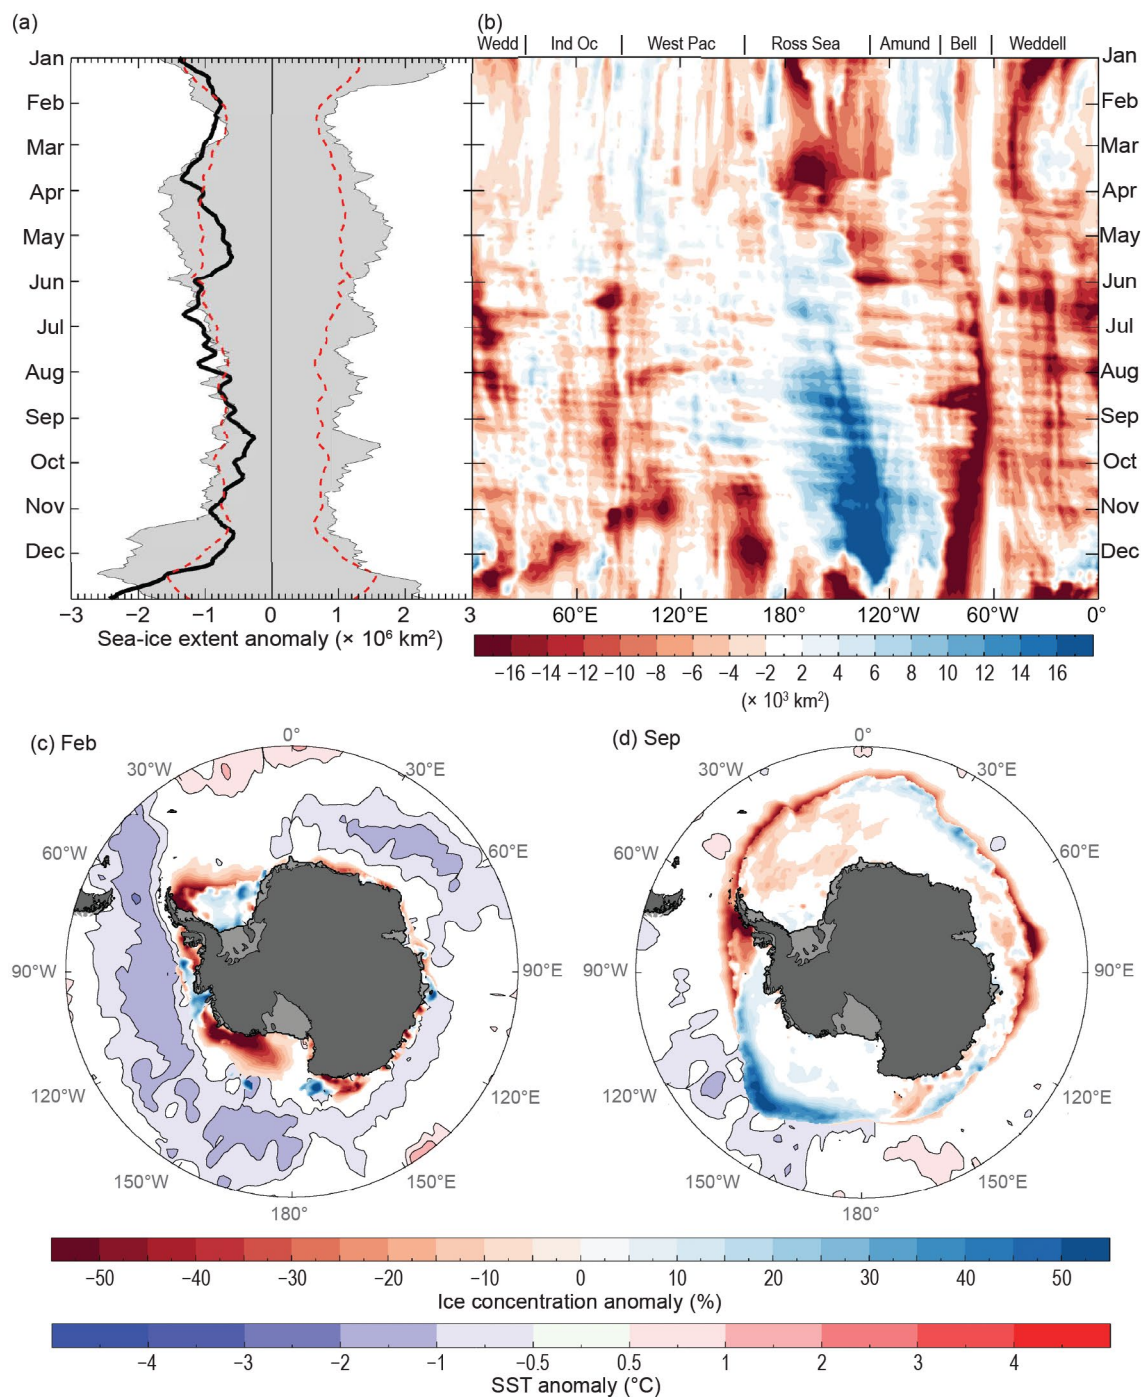 (a)
(b)
Wedd | Ind Oc | West Pac | Ross Sea | Amund | Bell | Weddell
Jan
Feb
Mar
Apr
May
Jun
Jul
Aug
Sep
Oct
Nov
Dec
Jan
Feb
Mar
Apr
May
Jun
Jul
Aug
Sep
Oct
Nov
Dec
−3 −2 −1 0 1 2 3
Sea-ice extent anomaly (× 10⁶ km²)
60°E 120°E 180° 120°W 60°W 0°
−16 −14 −12 −10 −8 −6 −4 −2 2 4 6 8 10 12 14 16
(× 10³ km²)
(c) Feb
0°
30°E
60°E
90°E
120°E
150°E
180°
150°W
120°W
90°W
60°W
30°W
(d) Sep
0°
30°E
60°E
90°E
120°E
150°E
180°
150°W
120°W
90°W
60°W
30°W
−50 −40 −30 −20 −10 0 10 20 30 40 50
Ice concentration anomaly (%)
−4 −3 −2 −1 −0.5 0.5 1 2 3 4
SST anomaly (°C)